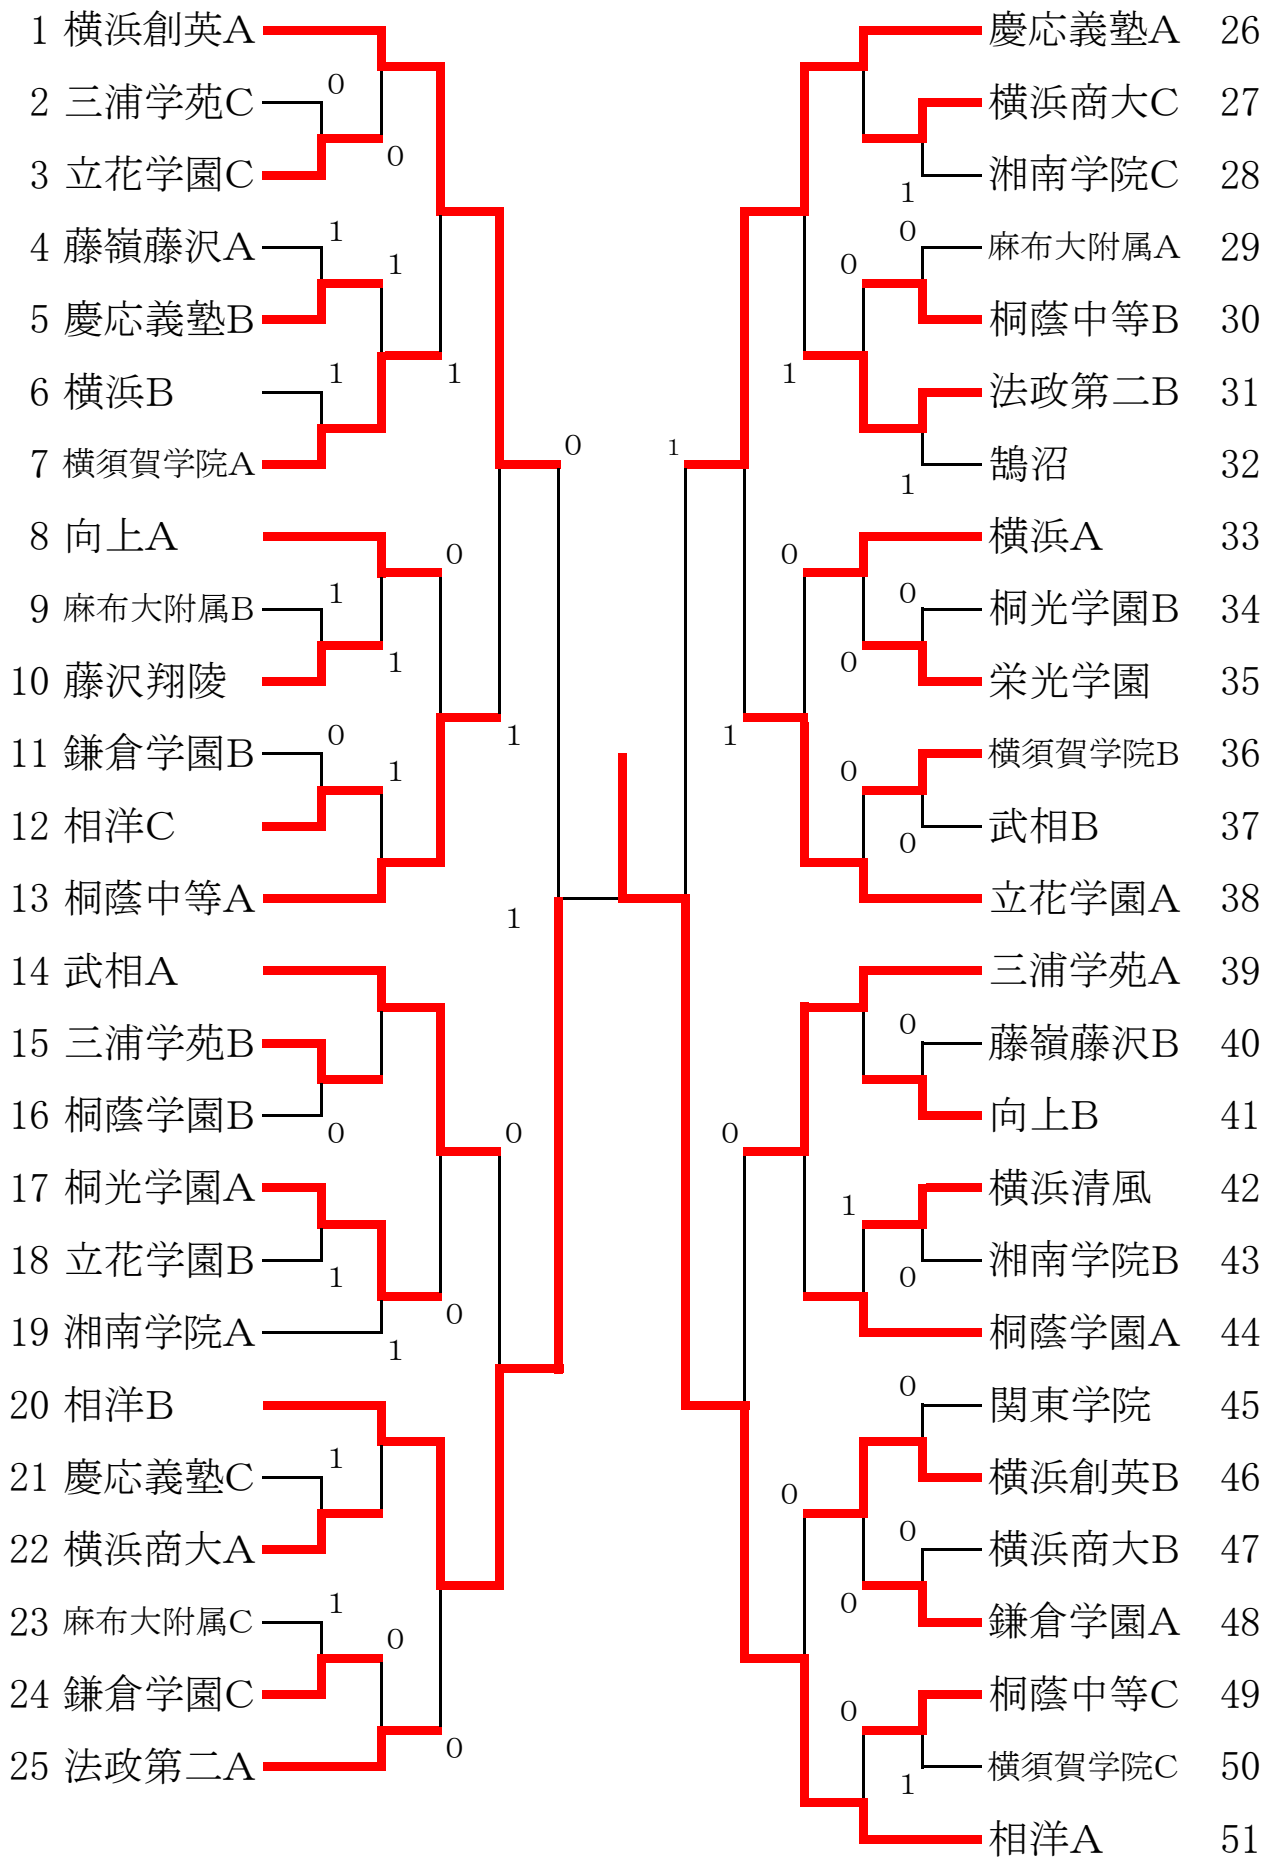 1 横浜創英A
2 三浦学苑C
3 立花学園C
4 藤嶺藤沢A
5 慶応義塾B
6 横浜B
7 横須賀学院A
8 向上A
9 麻布大附属B
10 藤沢翔陵
11 鎌倉学園B
12 相洋C
13 桐蔭中等A
14 武相A
15 三浦学苑B
16 桐蔭学園B
17 桐光学園A
18 立花学園B
19 湘南学院A
20 相洋B
21 慶応義塾C
22 横浜商大A
23 麻布大附属C
24 鎌倉学園C
25 法政第二A
0
0
1
1
1
1
0
1
1
0
1
1
0
1
0
0
1
0
1
1
1
0
0
1
0
1
0
0
1
1
0
0
0
1
0
0
0
1
0
0
1
0
0
0
0
0
0
1
慶応義塾A 26
横浜商大C 27
湘南学院C 28
麻布大附属A 29
桐蔭中等B 30
法政第二B 31
鵠沼 32
横浜A 33
桐光学園B 34
栄光学園 35
横須賀学院B 36
武相B 37
立花学園A 38
三浦学苑A 39
藤嶺藤沢B 40
向上B 41
横浜清風 42
湘南学院B 43
桐蔭学園A 44
関東学院 45
横浜創英B 46
横浜商大B 47
鎌倉学園A 48
桐蔭中等C 49
横須賀学院C 50
相洋A 51